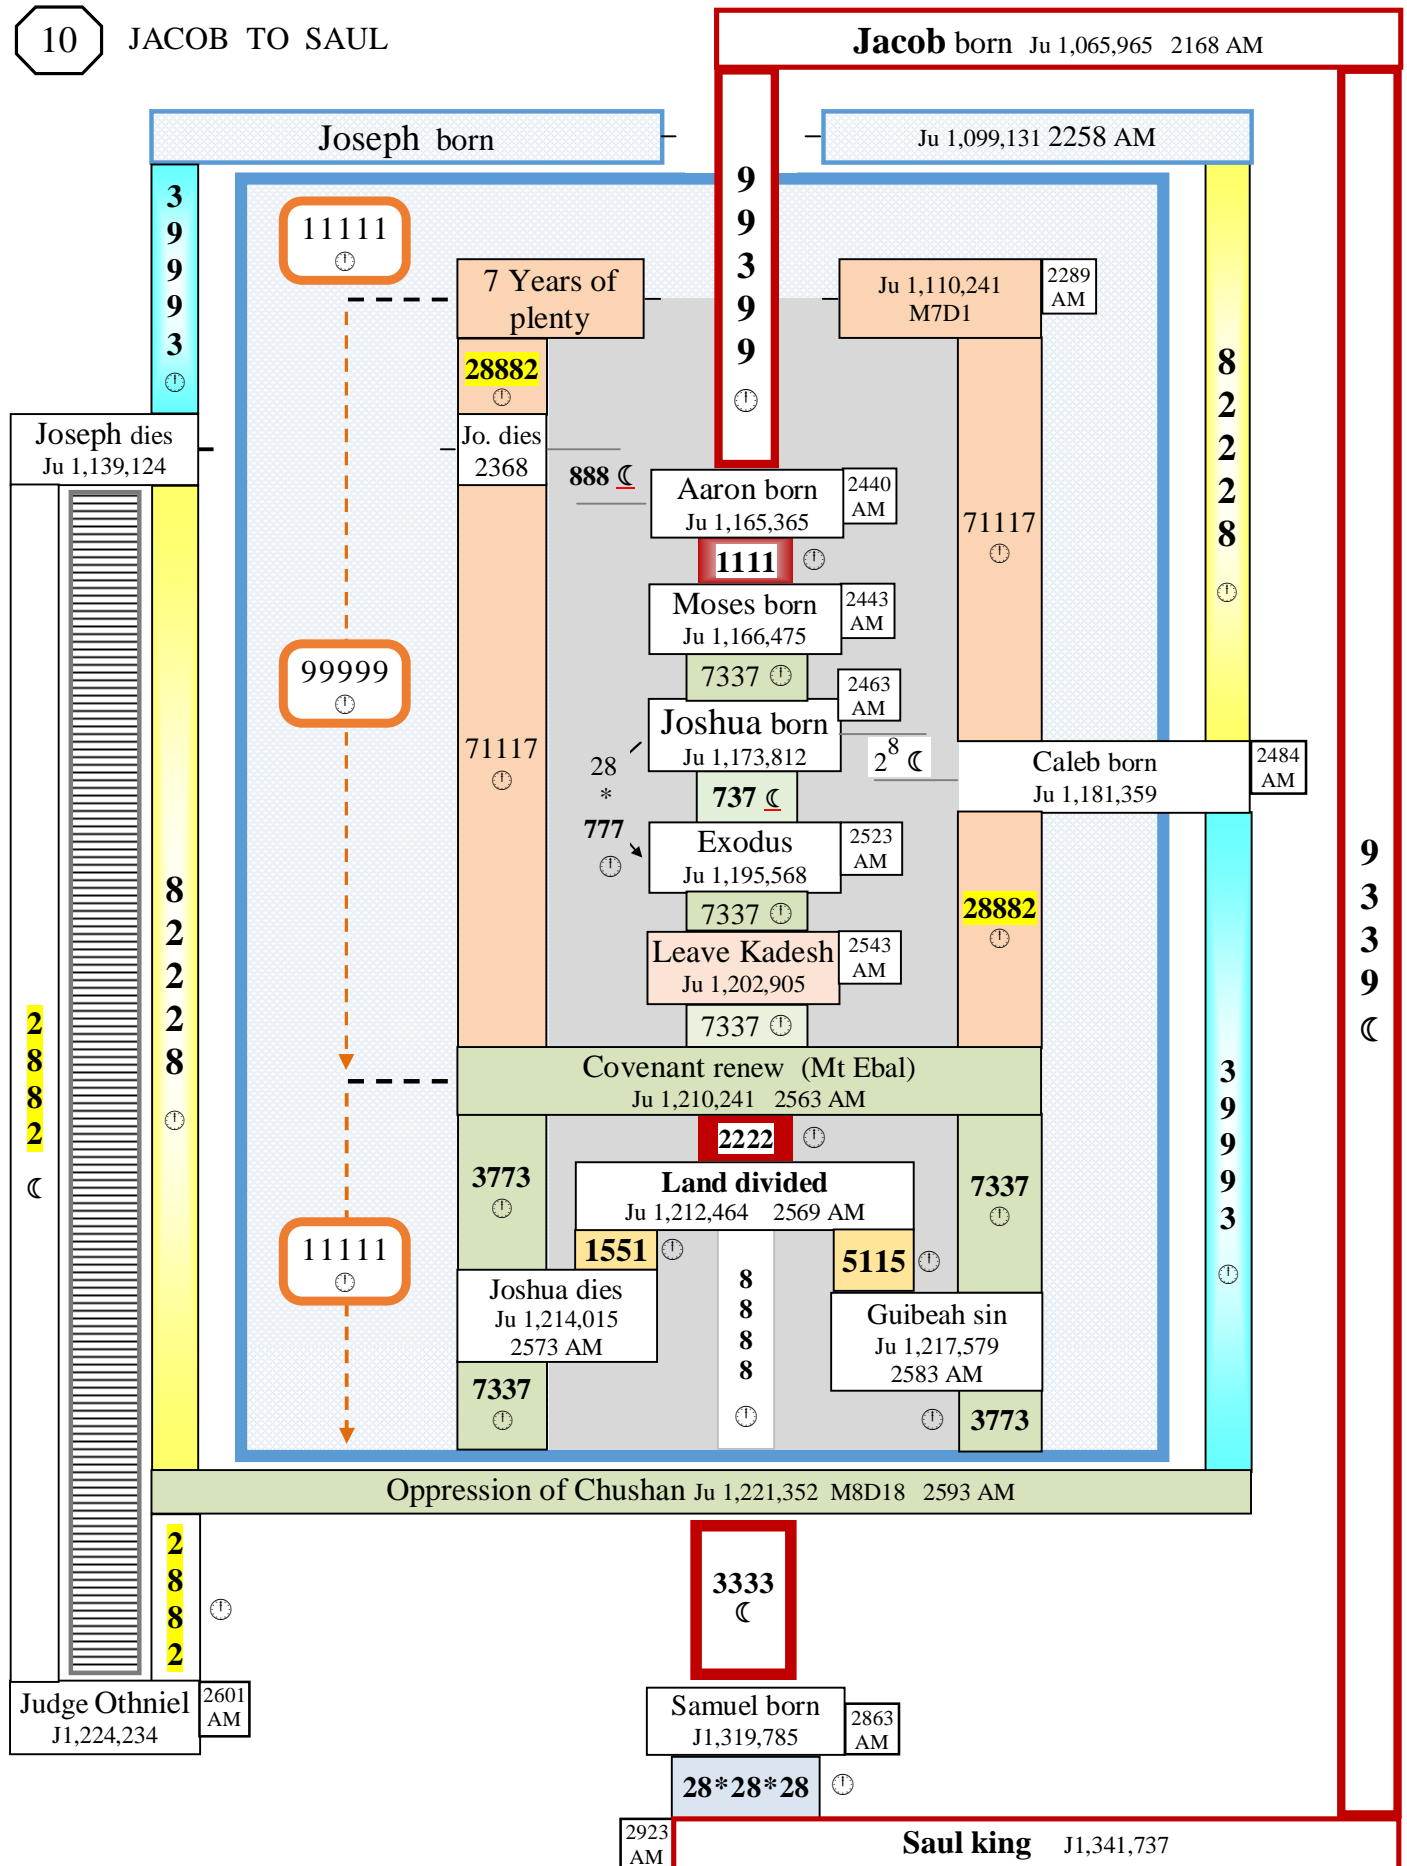 10 JACOB TO SAUL
Jacob born Ju 1,065,965 2168 AM
Joseph born
Ju 1,099,131 2258 AM
3
9
9
9
3
9
9
3
9
9
8
2
2
2
8
11111
7 Years of
plenty
Ju 1,110,241
M7D1
2289
AM
28882
Joseph dies
Ju 1,139,124
Jo. dies
2368
888 ☾
Aaron born
Ju 1,165,365
2440
AM
71117
1111
Moses born
Ju 1,166,475
2443
AM
99999
7337
2463
AM
Joshua born
Ju 1,173,812
71117
28
*
777
2⁸ ☾
Caleb born
Ju 1,181,359
2484
AM
737 ☾
Exodus
Ju 1,195,568
2523
AM
8
2
2
2
8
7337
28882
9
3
3
9
☾
Leave Kadesh
Ju 1,202,905
2543
AM
2
8
8
2
☾
7337
Covenant renew (Mt Ebal)
Ju 1,210,241 2563 AM
3
9
9
9
3
2222
3773
Land divided
Ju 1,212,464 2569 AM
7337
11111
1551
5115
8
8
8
8
Joshua dies
Ju 1,214,015
2573 AM
Guibeah sin
Ju 1,217,579
2583 AM
7337
3773
Oppression of Chushan Ju 1,221,352 M8D18 2593 AM
2
8
8
2
3333
☾
Judge Othniel
J1,224,234
2601
AM
Samuel born
J1,319,785
2863
AM
28*28*28
2923
AM
Saul king J1,341,737